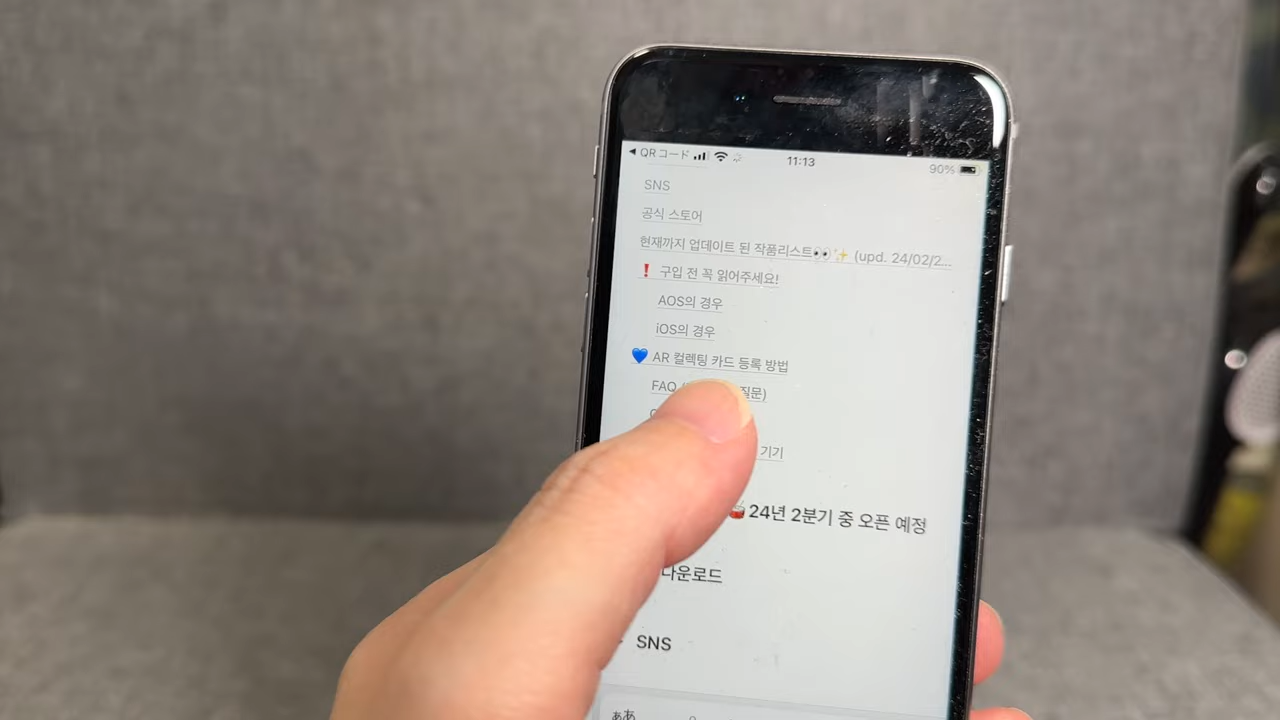 QRコード 11:13 90%
SNS
공식 스토어
현재까지 업데이트 된 작품리스트👀✨ (upd. 24/02/2...
❗ 구입 전 꼭 읽어주세요!
AOS의 경우
iOS의 경우
💙 AR 컬렉팅 카드 등록 방법
FAQ 질문)
기기
24년 2분기 중 오픈 예정
다운로드
SNS
ああ